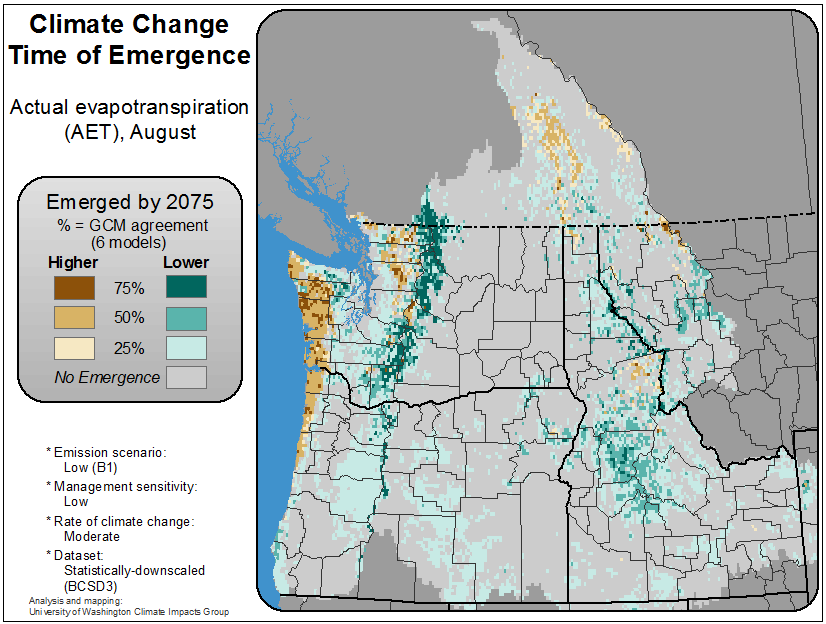 Climate Change
Time of Emergence
Actual evapotranspiration
(AET), August
Emerged by 2075
% = GCM agreement
(6 models)
Higher Lower
75%
50%
25%
No Emergence
* Emission scenario:
Low (B1)
* Management sensitivity:
Low
* Rate of climate change:
Moderate
* Dataset:
Statistically-downscaled
(BCSD3)
Analysis and mapping:
University of Washington Climate Impacts Group